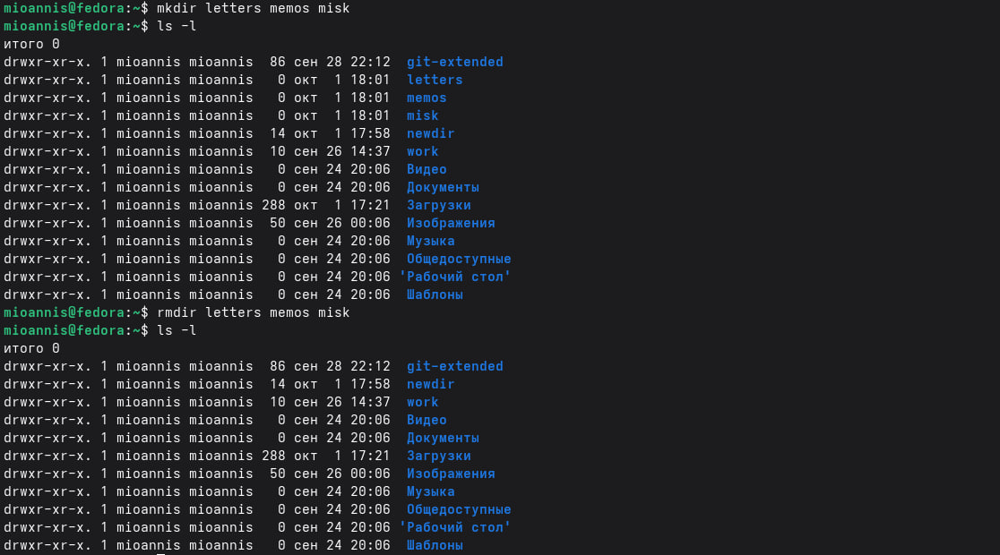 mioannis@fedora:~$ mkdir letters memos misk
mioannis@fedora:~$ ls -l
итого 0
drwxr-xr-x. 1 mioannis mioannis  86 сен 28 22:12  git-extended
drwxr-xr-x. 1 mioannis mioannis   0 окт  1 18:01  letters
drwxr-xr-x. 1 mioannis mioannis   0 окт  1 18:01  memos
drwxr-xr-x. 1 mioannis mioannis   0 окт  1 18:01  misk
drwxr-xr-x. 1 mioannis mioannis  14 окт  1 17:58  newdir
drwxr-xr-x. 1 mioannis mioannis  10 сен 26 14:37  work
drwxr-xr-x. 1 mioannis mioannis   0 сен 24 20:06  Видео
drwxr-xr-x. 1 mioannis mioannis   0 сен 24 20:06  Документы
drwxr-xr-x. 1 mioannis mioannis 288 окт  1 17:21  Загрузки
drwxr-xr-x. 1 mioannis mioannis  50 сен 26 00:06  Изображения
drwxr-xr-x. 1 mioannis mioannis   0 сен 24 20:06  Музыка
drwxr-xr-x. 1 mioannis mioannis   0 сен 24 20:06  Общедоступные
drwxr-xr-x. 1 mioannis mioannis   0 сен 24 20:06 'Рабочий стол'
drwxr-xr-x. 1 mioannis mioannis   0 сен 24 20:06  Шаблоны
mioannis@fedora:~$ rmdir letters memos misk
mioannis@fedora:~$ ls -l
итого 0
drwxr-xr-x. 1 mioannis mioannis  86 сен 28 22:12  git-extended
drwxr-xr-x. 1 mioannis mioannis  14 окт  1 17:58  newdir
drwxr-xr-x. 1 mioannis mioannis  10 сен 26 14:37  work
drwxr-xr-x. 1 mioannis mioannis   0 сен 24 20:06  Видео
drwxr-xr-x. 1 mioannis mioannis   0 сен 24 20:06  Документы
drwxr-xr-x. 1 mioannis mioannis 288 окт  1 17:21  Загрузки
drwxr-xr-x. 1 mioannis mioannis  50 сен 26 00:06  Изображения
drwxr-xr-x. 1 mioannis mioannis   0 сен 24 20:06  Музыка
drwxr-xr-x. 1 mioannis mioannis   0 сен 24 20:06  Общедоступные
drwxr-xr-x. 1 mioannis mioannis   0 сен 24 20:06 'Рабочий стол'
drwxr-xr-x. 1 mioannis mioannis   0 сен 24 20:06  Шаблоны